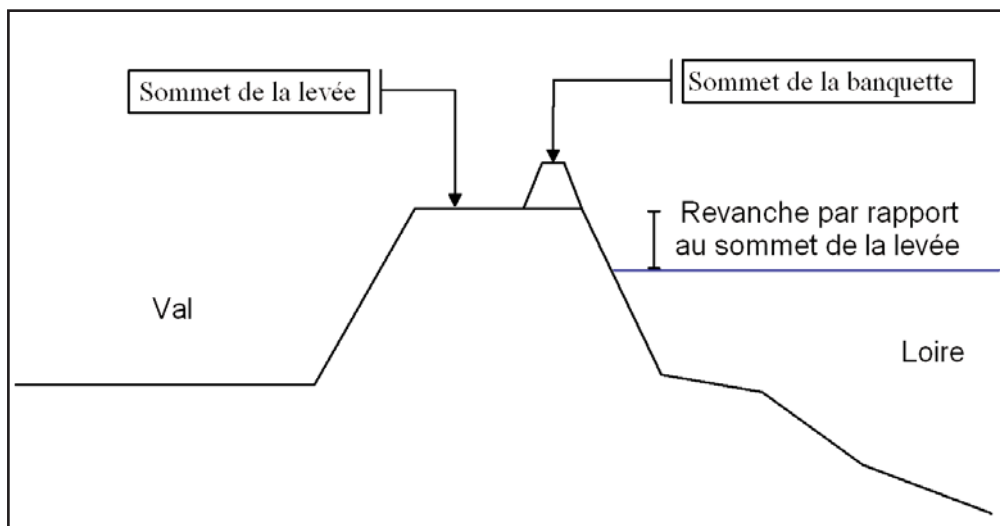 Sommet de la levée
Sommet de la banquette
Revanche par rapport
au sommet de la levée
Val
Loire